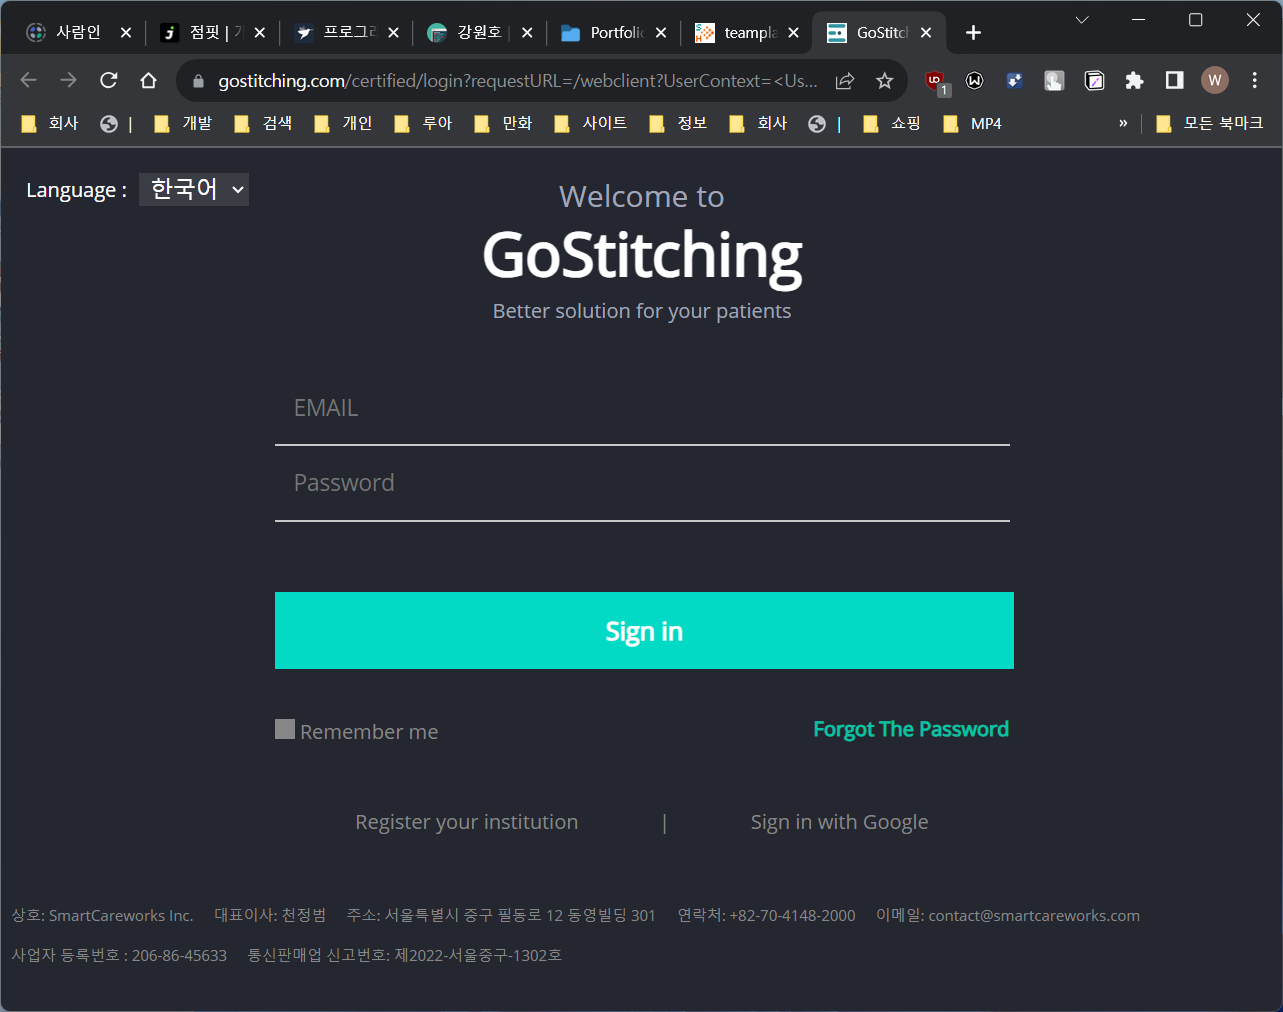 사람인 점핏 | 프로그래 강원호 | Portfolio teampla GoStitch
gostitching.com/certified/login?requestURL=/webclient?UserContext=<Us...
회사 | 개발 검색 개인 루아 만화 사이트 정보 회사 | 쇼핑 MP4 » 모든 북마크
Language : 한국어
Welcome to
GoStitching
Better solution for your patients
EMAIL
Password
Sign in
Remember me Forgot The Password
Register your institution | Sign in with Google
상호: SmartCareworks Inc. 대표이사: 천정범 주소: 서울특별시 중구 필동로 12 동영빌딩 301 연락처: +82-70-4148-2000 이메일: contact@smartcareworks.com
사업자 등록번호 : 206-86-45633 통신판매업 신고번호: 제2022-서울중구-1302호